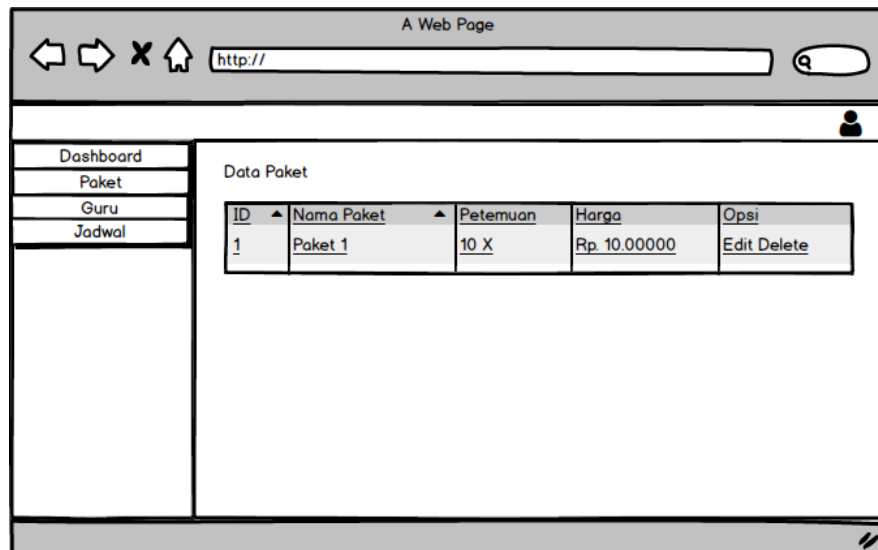 A Web Page
http://
Dashboard
Paket
Guru
Jadwal
Data Paket
ID Nama Paket Petemuan Harga Opsi
1 Paket 1 10 X Rp. 10.00000 Edit Delete